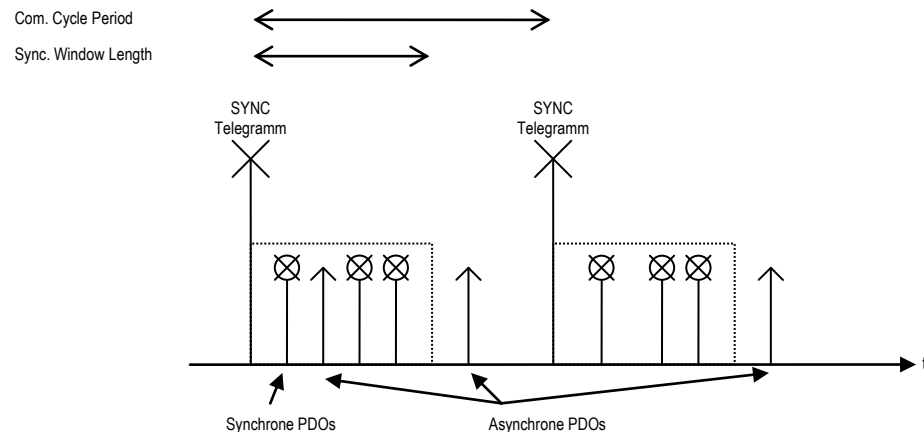 Com. Cycle Period
Sync. Window Length
SYNC
Telegramm
SYNC
Telegramm
t
Synchrone PDOs
Asynchrone PDOs